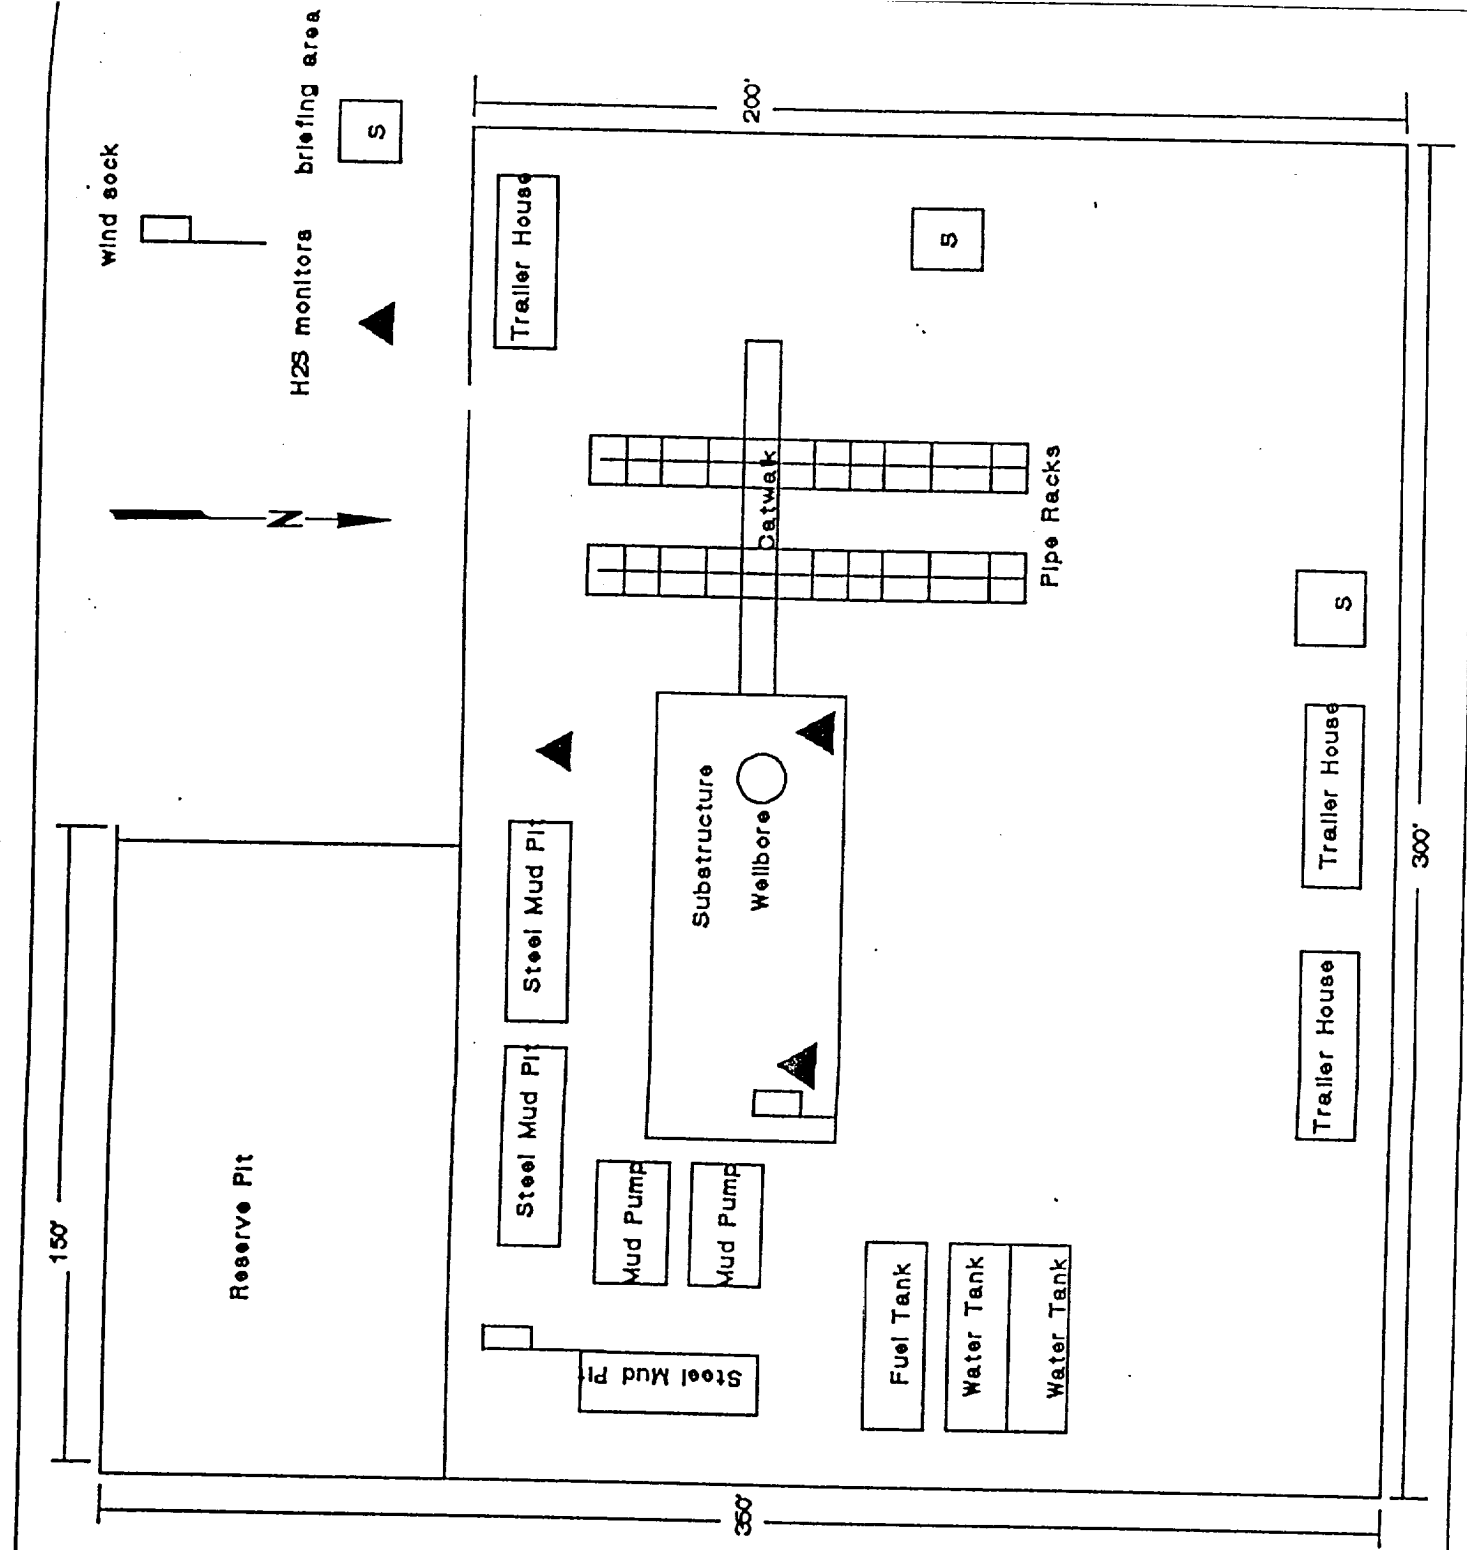 wind sock
H2S monitors
briefing area
S
N
200'
Trailer House
S
Catwalk
Pipe Racks
S
Trailer House
Trailer House
300'
Substructure
Wellbore
Steel Mud Pit
Steel Mud Pit
Mud Pump
Mud Pump
Steel Mud Pit
Fuel Tank
Water Tank
Water Tank
Reserve Pit
150'
350'